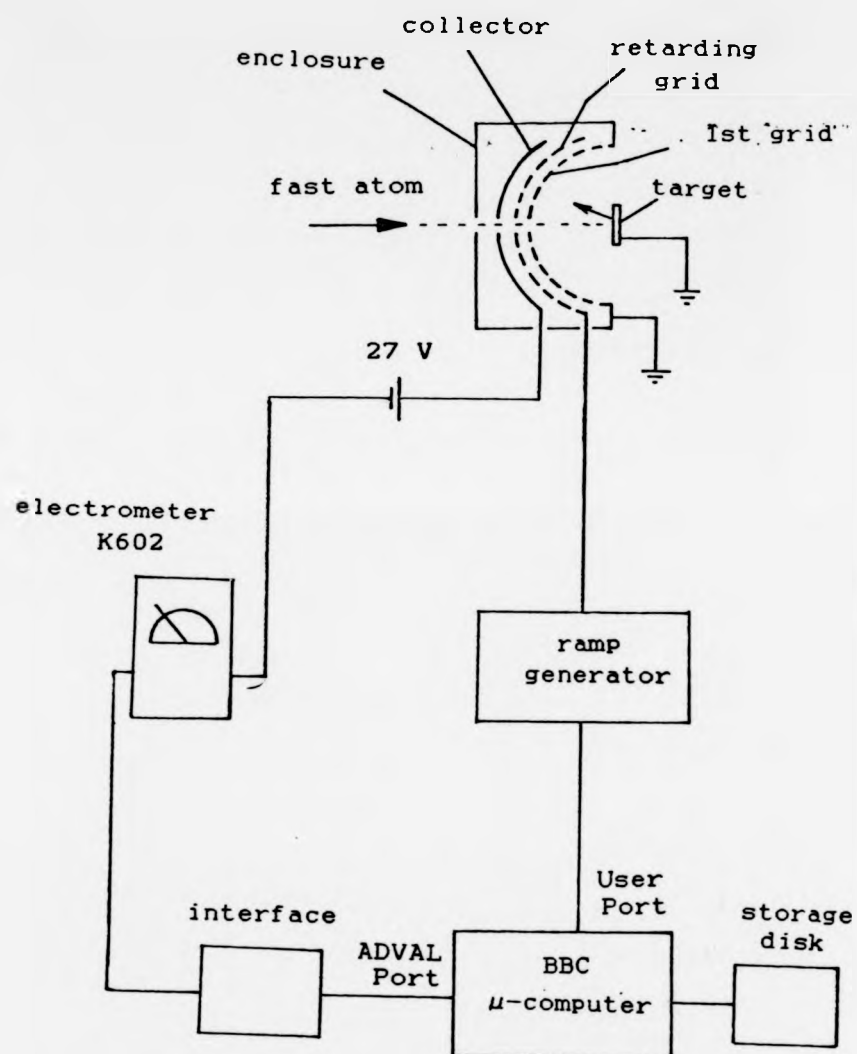 collector
enclosure
retarding
grid
Ist grid
fast atom
target
27 V
electrometer
K602
ramp
generator
User
Port
interface
ADVAL
Port
BBC
μ-computer
storage
disk